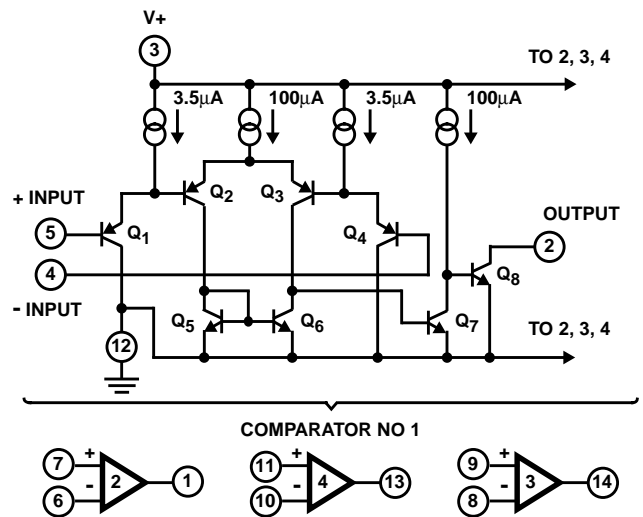 V+
3
TO 2, 3, 4
3.5µA 100µA 3.5µA 100µA
+ INPUT
Q2 Q3
5 Q1 Q4 OUTPUT
2
4 Q8
- INPUT
Q5 Q6 Q7
12 TO 2, 3, 4
COMPARATOR NO 1
7 + 2 1 11 + 4 13 9 + 3 14
6 - 10 - 8 -